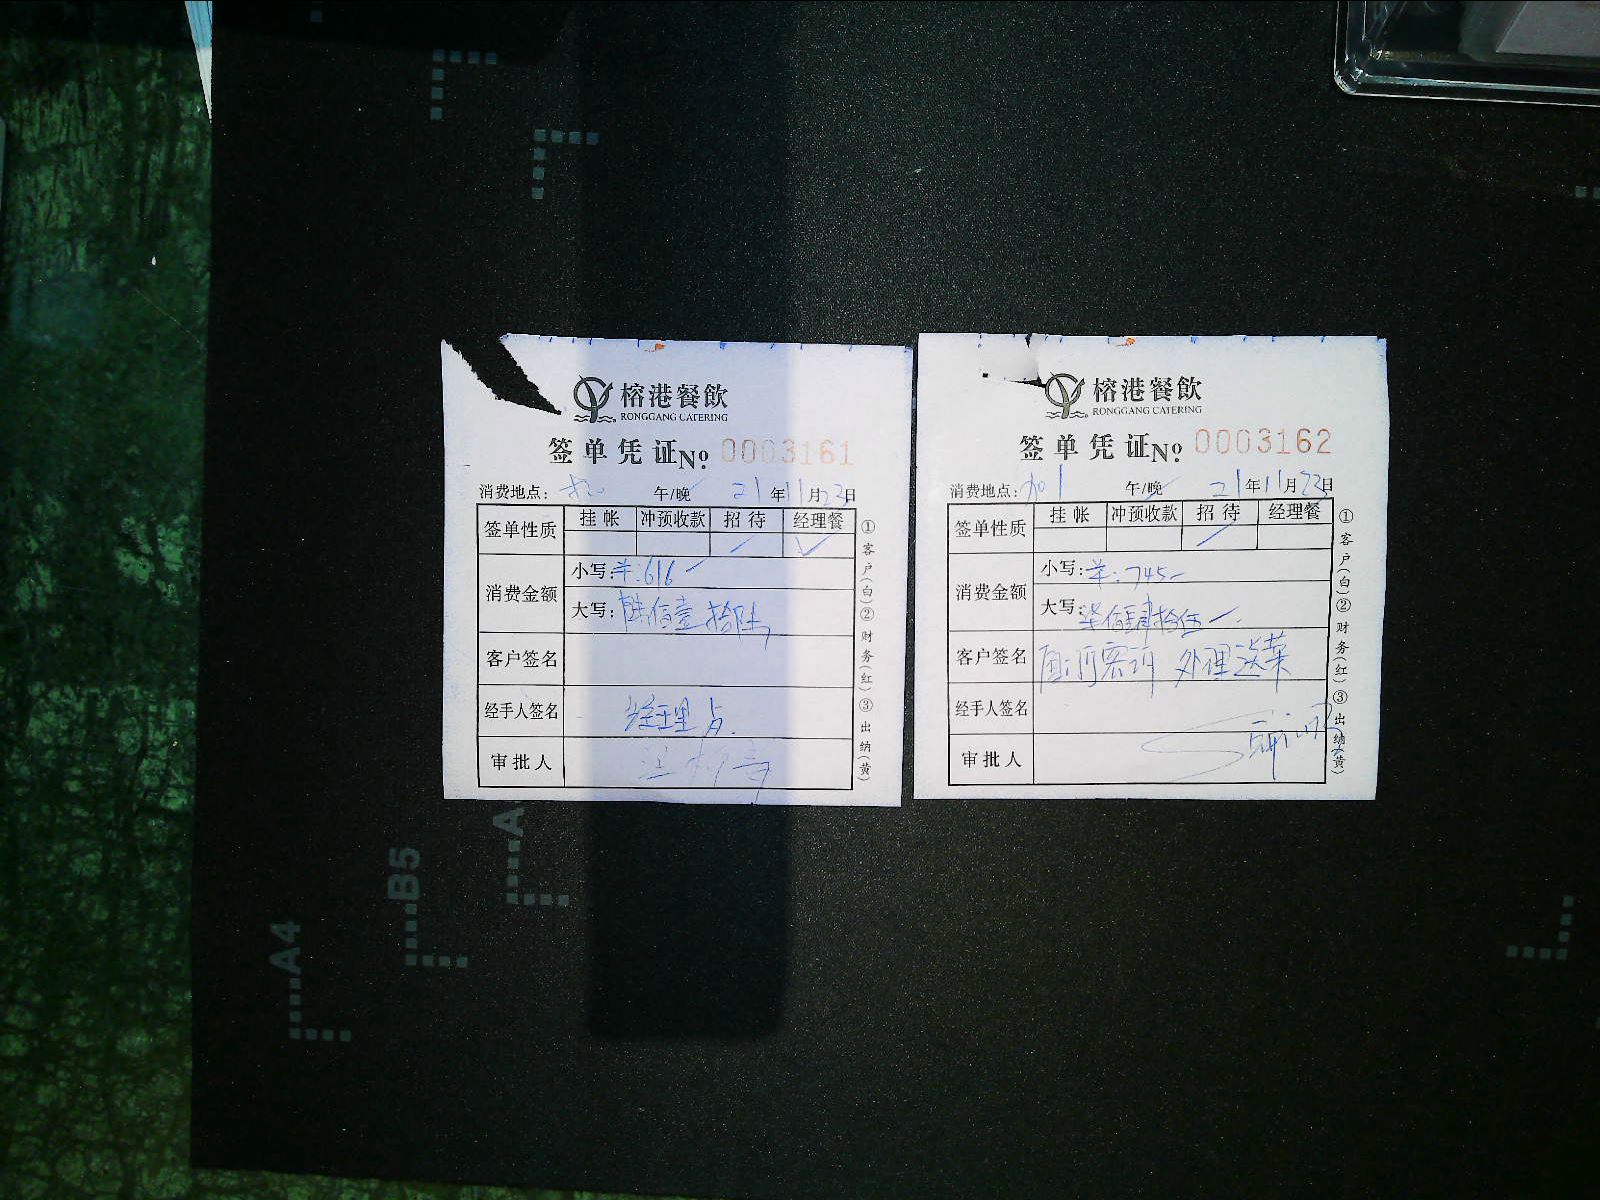 榕港餐飲
RONGGANG CATERING
签单凭证No. 0003161
消费地点: 午/晚 21年11月23日
签单性质 挂帐 冲预收款 招待 经理餐
消费金额
小写: 羊:616
大写: 陆佰壹拾陆
客户签名
经手人签名 经理
审批人
①客户(白)②财务(红)③出纳(黄)
榕港餐飲
RONGGANG CATERING
签单凭证No. 0003162
消费地点: 午/晚 21年11月23日
签单性质 挂帐 冲预收款 招待 经理餐
消费金额
小写: 羊:745
大写: 柒佰肆拾伍
客户签名 处理送菜
经手人签名
审批人
①客户(白)②财务(红)③出纳(黄)
A
B5
A4